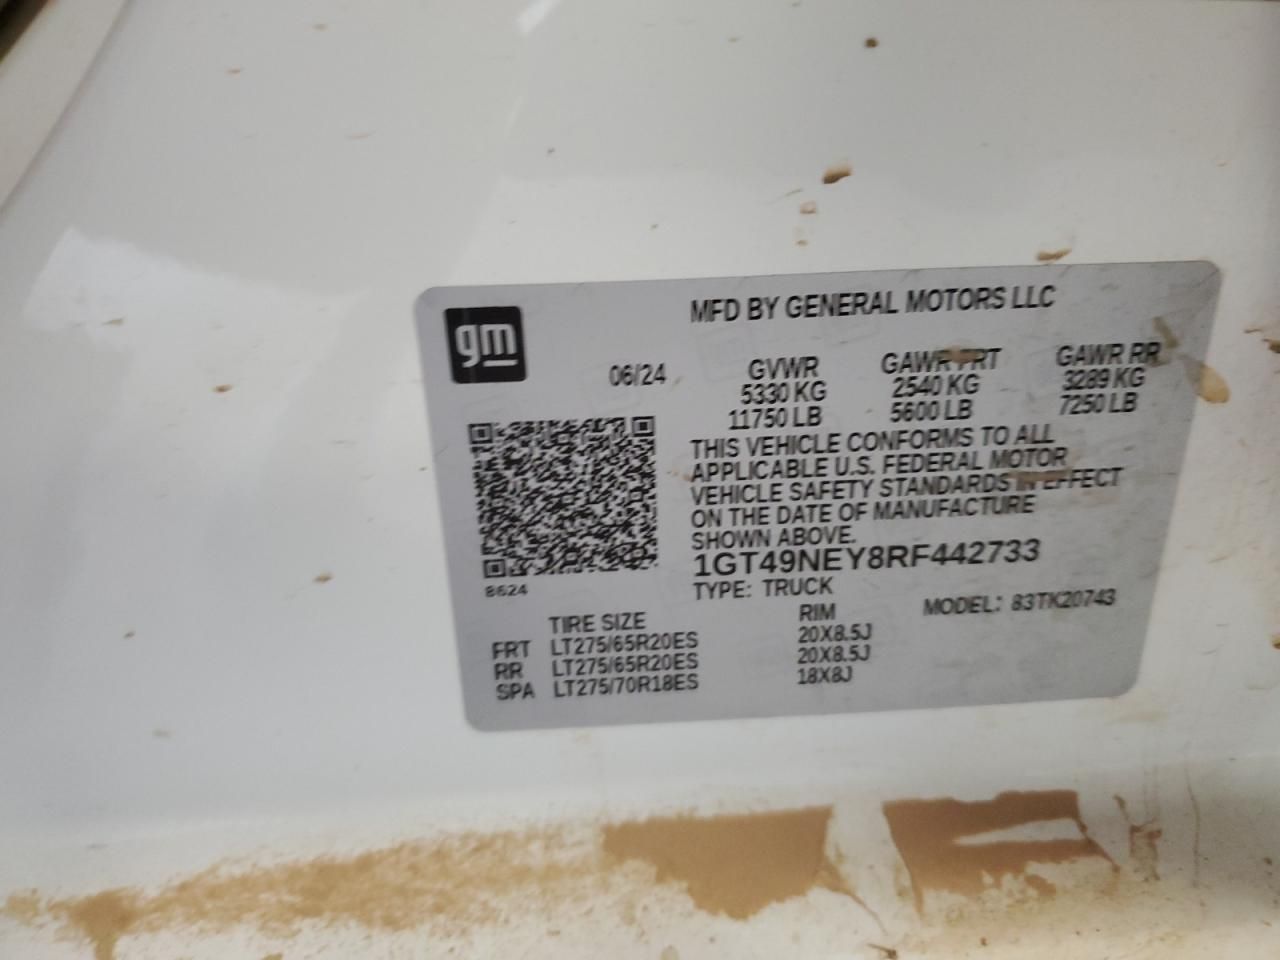 gm
MFD BY GENERAL MOTORS LLC
06/24 GVWR GAWR FRT GAWR RR
5330 KG 2540 KG 3289 KG
11750 LB 5600 LB 7250 LB
THIS VEHICLE CONFORMS TO ALL
APPLICABLE U.S. FEDERAL MOTOR
VEHICLE SAFETY STANDARDS IN EFFECT
ON THE DATE OF MANUFACTURE
SHOWN ABOVE.
1GT49NEY8RF442733
8624
TYPE: TRUCK
MODEL: 83TK20743
TIRE SIZE RIM
FRT LT275/65R20ES 20X8.5J
RR LT275/65R20ES 20X8.5J
SPA LT275/70R18ES 18X8J